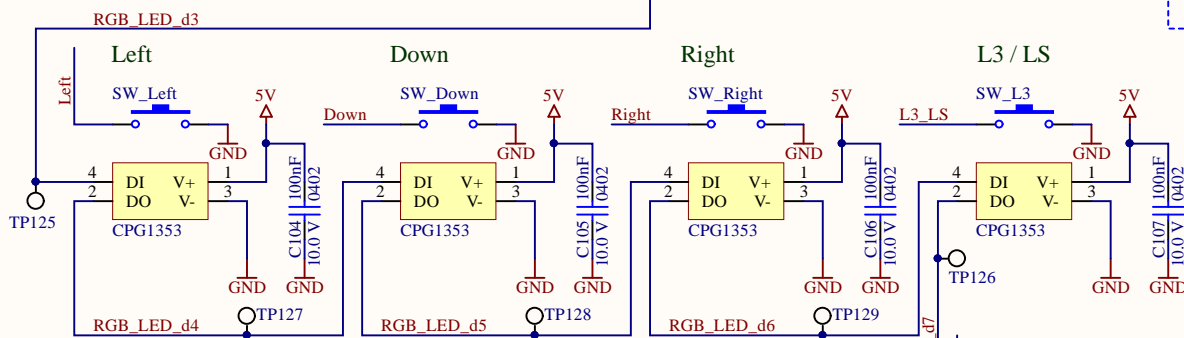 RGB_LED_d3
Left
Down
Right
L3 / LS
Left
SW_Left
5V
GND
Down
SW_Down
5V
GND
Right
SW_Right
5V
GND
L3_LS
SW_L3
5V
GND
4
2
DI
DO
V+
V-
1
3
CPG1353
C104
100nF
10.0 V
0402
4
2
DI
DO
V+
V-
1
3
CPG1353
C105
100nF
10.0 V
0402
4
2
DI
DO
V+
V-
1
3
CPG1353
C106
100nF
10.0 V
0402
4
2
DI
DO
V+
V-
1
3
CPG1353
C107
100nF
10.0 V
0402
TP125
GND
GND
GND
GND
GND
GND
TP126
GND
GND
RGB_LED_d4
TP127
RGB_LED_d5
TP128
RGB_LED_d6
TP129
d7